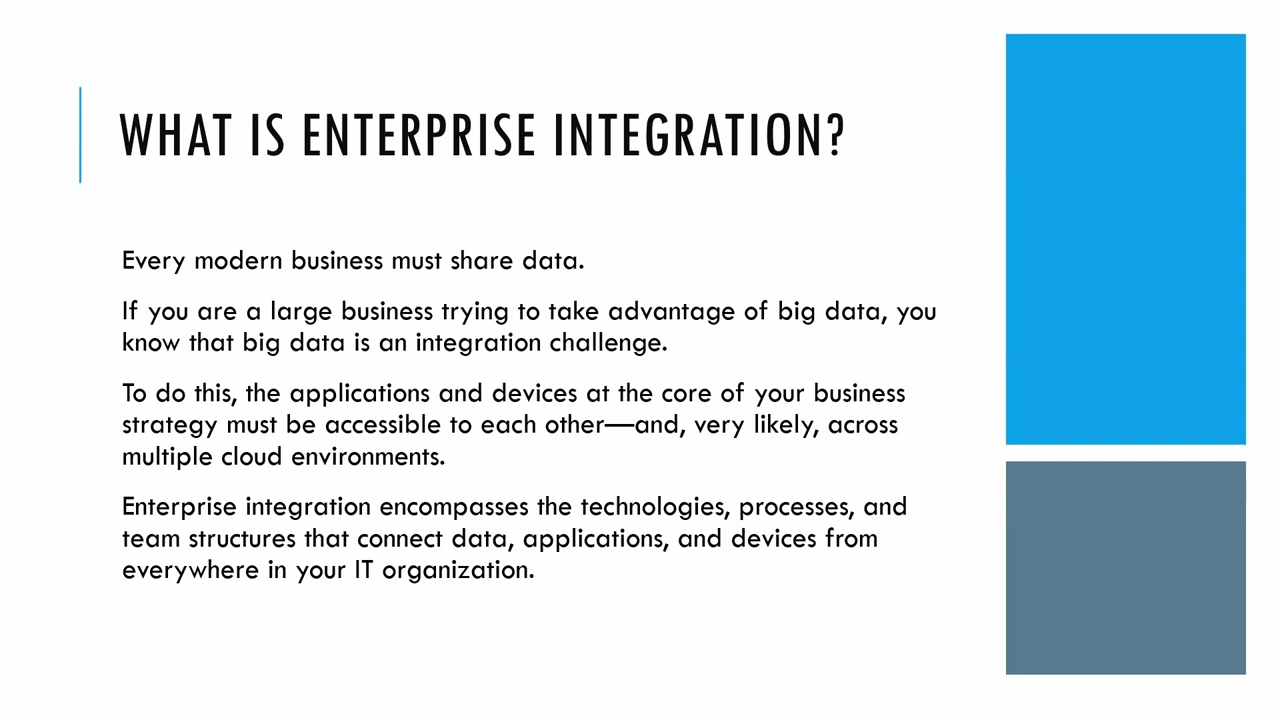 WHAT IS ENTERPRISE INTEGRATION?
Every modern business must share data.
If you are a large business trying to take advantage of big data, you
know that big data is an integration challenge.
To do this, the applications and devices at the core of your business
strategy must be accessible to each other—and, very likely, across
multiple cloud environments.
Enterprise integration encompasses the technologies, processes, and
team structures that connect data, applications, and devices from
everywhere in your IT organization.